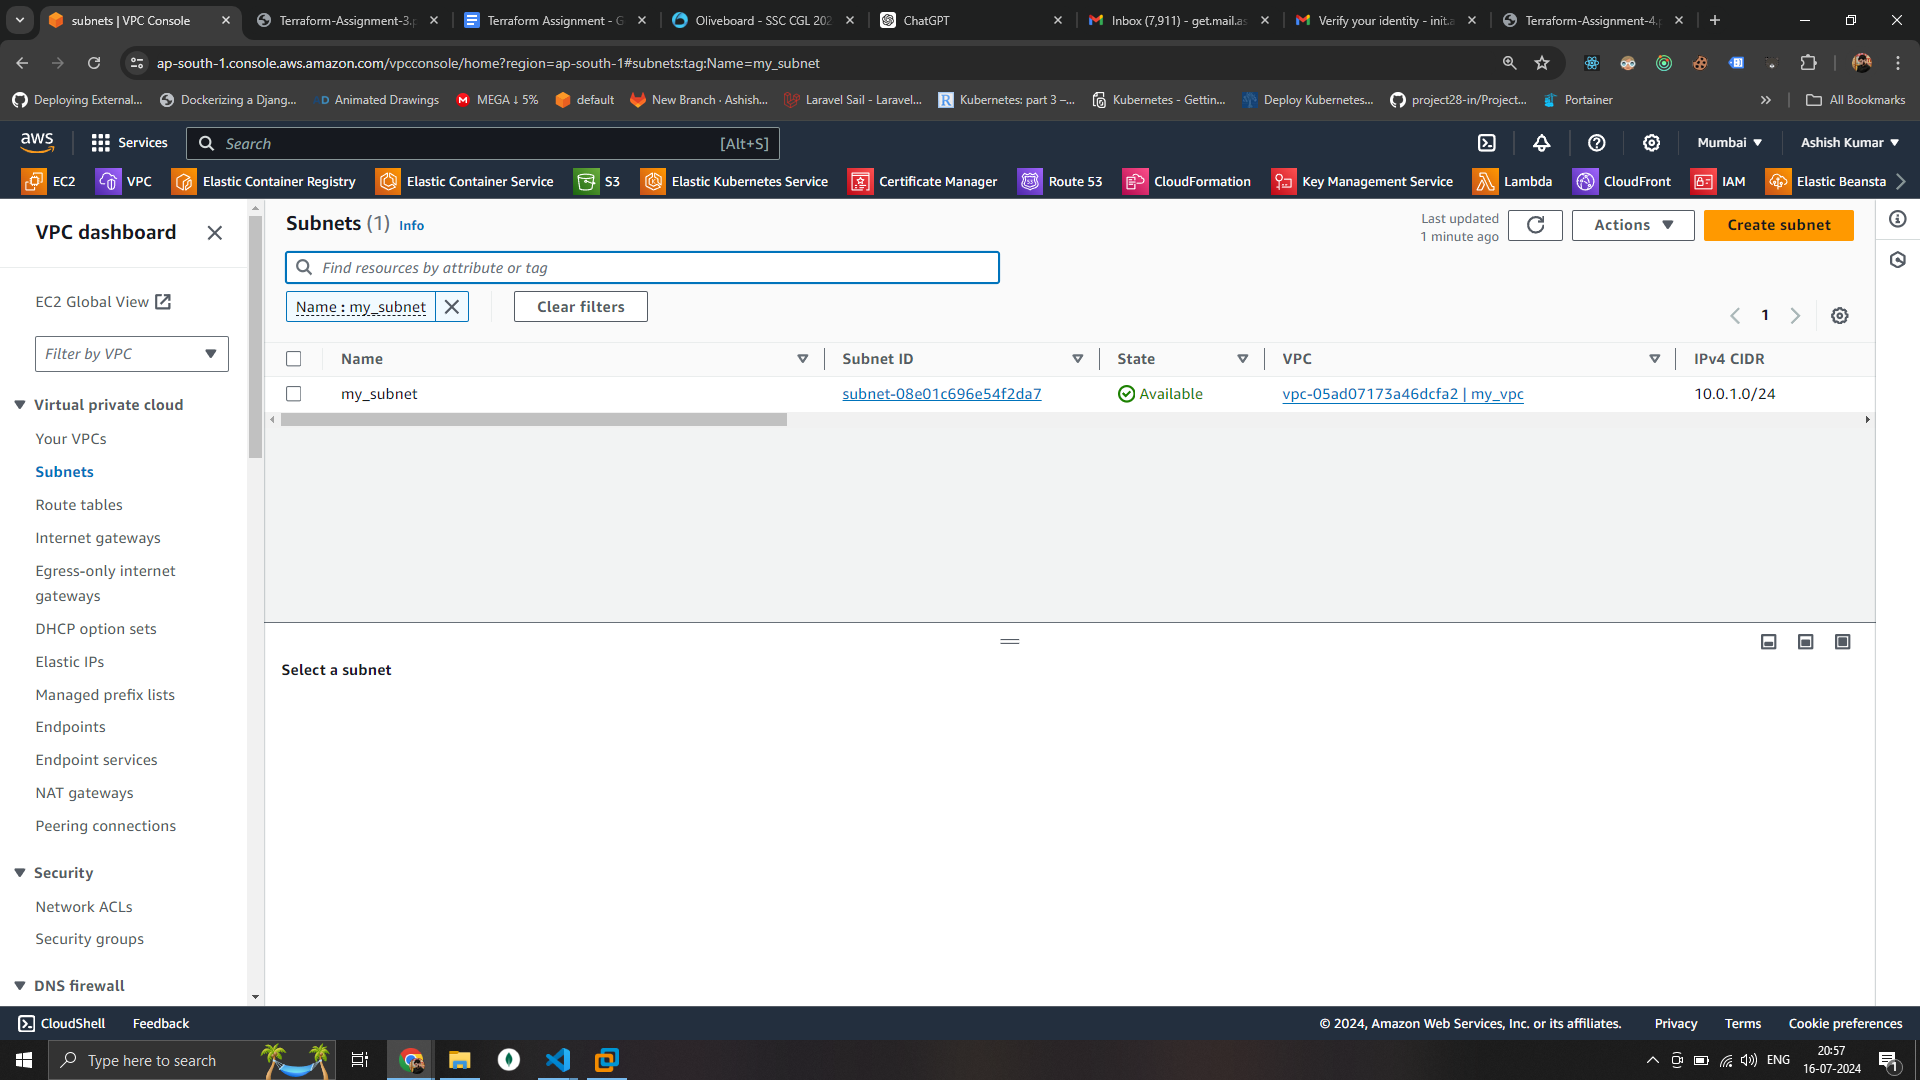 subnets | VPC Console
Terraform-Assignment-3.p
Terraform Assignment - G
Oliveboard - SSC CGL 202
ChatGPT
Inbox (7,911) - get.mail.as
Verify your identity - init.a
Terraform-Assignment-4.p
ap-south-1.console.aws.amazon.com/vpcconsole/home?region=ap-south-1#subnets:tag:Name=my_subnet
Deploying External...
Dockerizing a Djang...
Animated Drawings
MEGA ↓ 5%
default
New Branch · Ashish...
Laravel Sail - Laravel...
Kubernetes: part 3 –...
Kubernetes - Gettin...
Deploy Kubernetes...
project28-in/Project...
Portainer
All Bookmarks
aws
Services
Search
[Alt+S]
Mumbai
Ashish Kumar
EC2
VPC
Elastic Container Registry
Elastic Container Service
S3
Elastic Kubernetes Service
Certificate Manager
Route 53
CloudFormation
Key Management Service
Lambda
CloudFront
IAM
Elastic Beansta
VPC dashboard
EC2 Global View
Filter by VPC
Virtual private cloud
Your VPCs
Subnets
Route tables
Internet gateways
Egress-only internet
gateways
DHCP option sets
Elastic IPs
Managed prefix lists
Endpoints
Endpoint services
NAT gateways
Peering connections
Security
Network ACLs
Security groups
DNS firewall
Subnets (1) Info
Last updated
1 minute ago
Actions
Create subnet
Find resources by attribute or tag
Name : my_subnet
Clear filters
1
Name
Subnet ID
State
VPC
IPv4 CIDR
my_subnet
subnet-08e01c696e54f2da7
Available
vpc-05ad07173a46dcfa2 | my_vpc
10.0.1.0/24
Select a subnet
CloudShell
Feedback
© 2024, Amazon Web Services, Inc. or its affiliates.
Privacy
Terms
Cookie preferences
Type here to search
ENG
20:57
16-07-2024
1